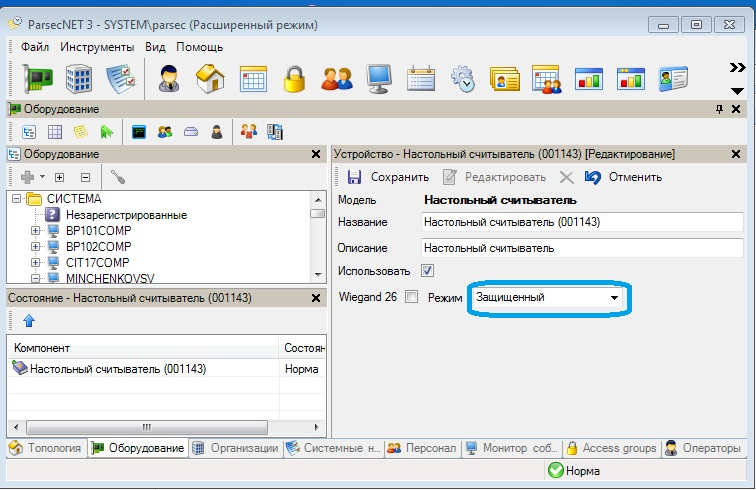 ParsecNET 3 - SYSTEM\parsec (Расширенный режим)
Файл Инструменты Вид Помощь
Оборудование
Оборудование
СИСТЕМА
Незарегистрированные
BP101COMP
BP102COMP
CIT17COMP
MINCHENKOVSV
Состояние - Настольный считыватель (001143)
Компонент Состоян
Настольный считыватель (001143) Норма
Устройство - Настольный считыватель (001143) [Редактирование]
Сохранить Редактировать Отменить
Модель Настольный считыватель
Название Настольный считыватель (001143)
Описание Настольный считыватель
Использовать
Wiegand 26 Режим Защищенный
Топология Оборудование Организации Системные н... Персонал Монитор соб... Access groups Операторы
Норма